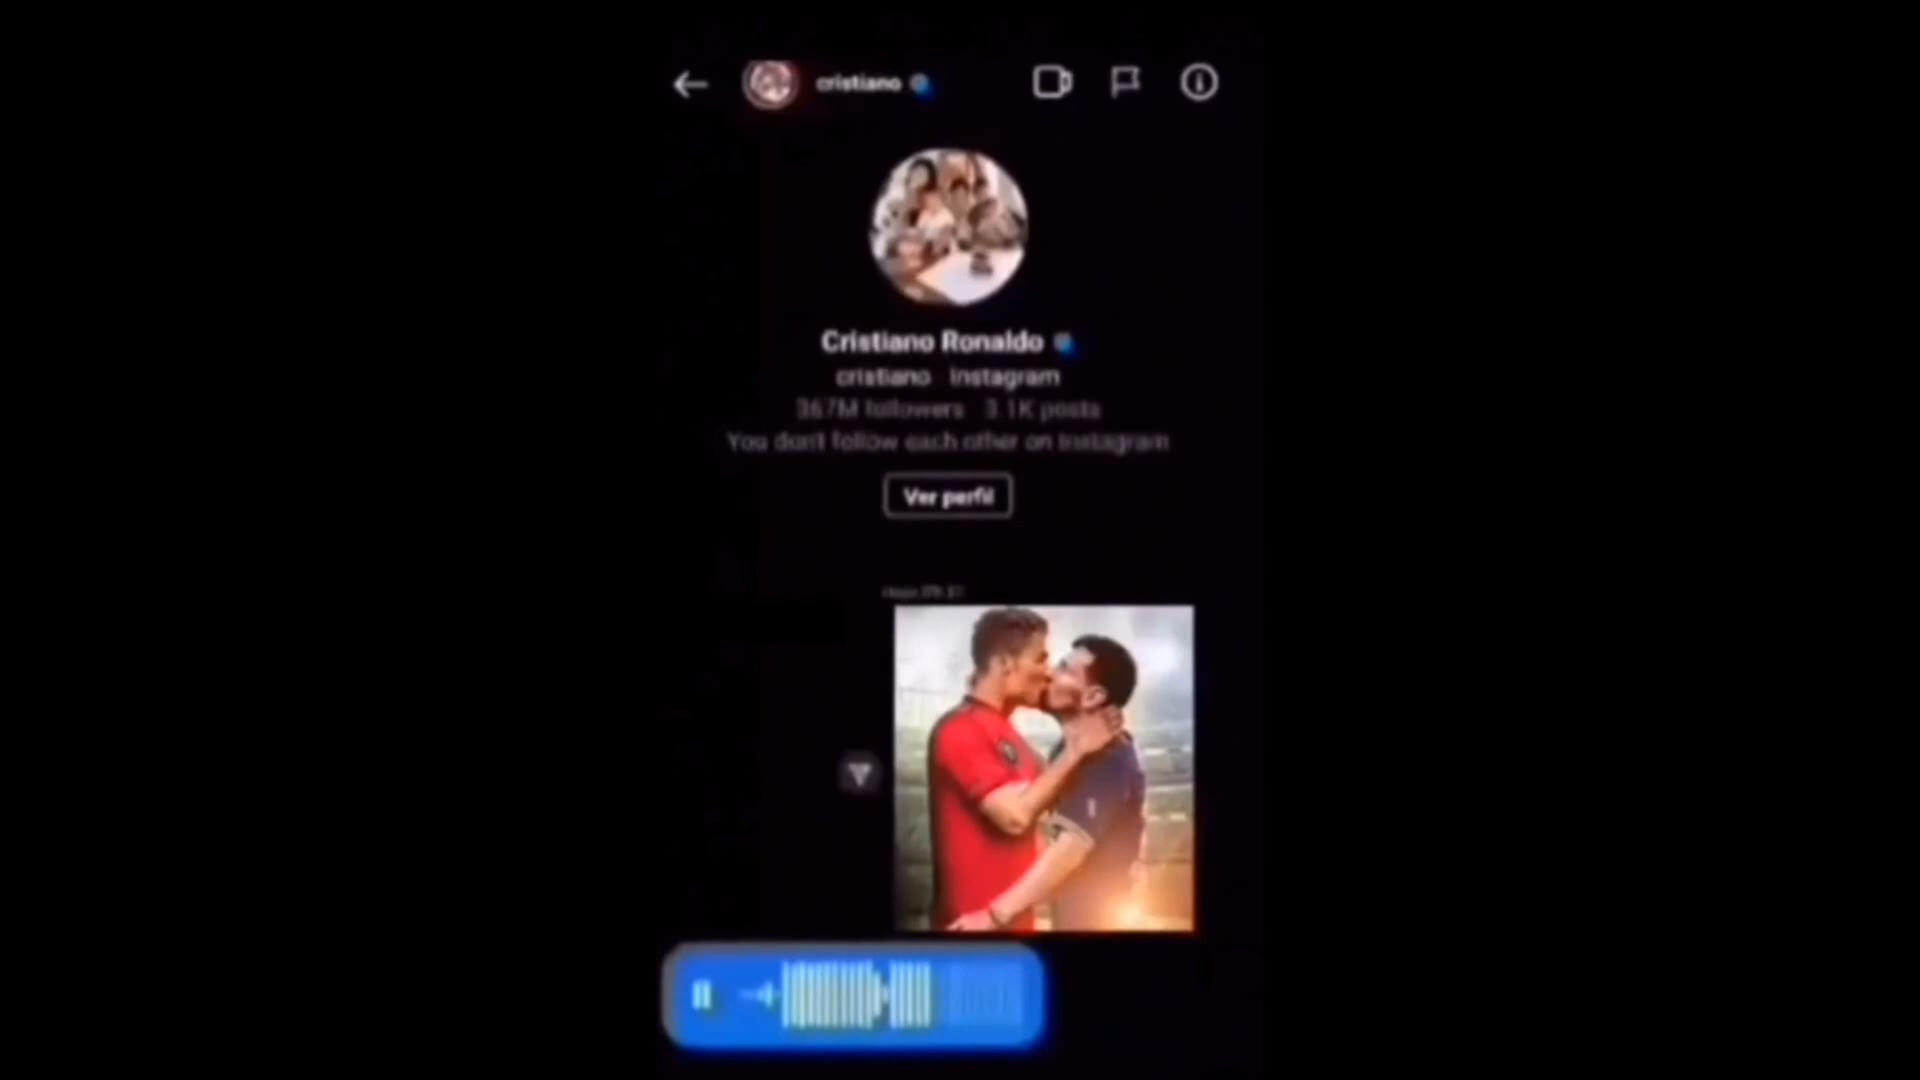 cristiano
Cristiano Ronaldo
cristiano · Instagram
367M followers · 3.1K posts
You don't follow each other on Instagram
Ver perfil